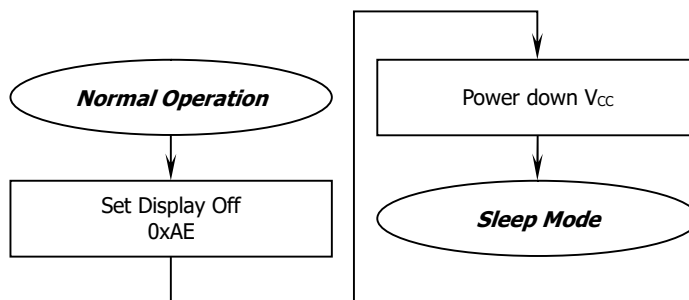 Normal Operation
Set Display Off
0xAE
Power down VCC
Sleep Mode